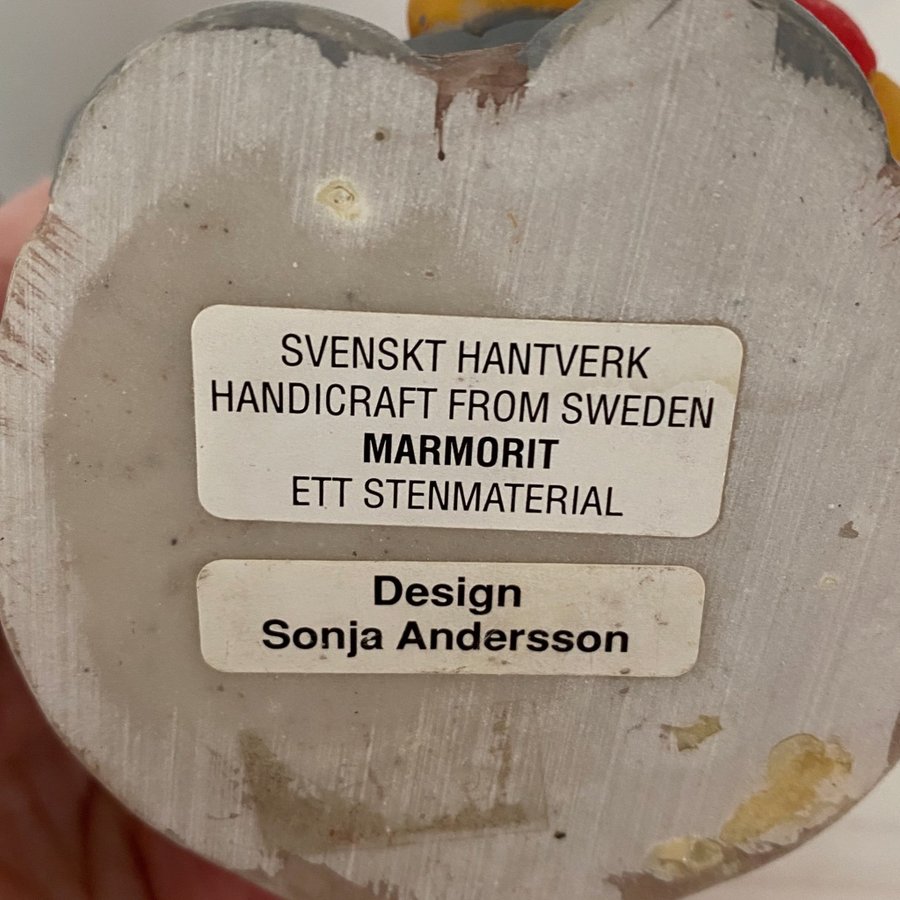 SVENSKT HANTVERK
HANDICRAFT FROM SWEDEN
MARMORIT
ETT STENMATERIAL
Design
Sonja Andersson